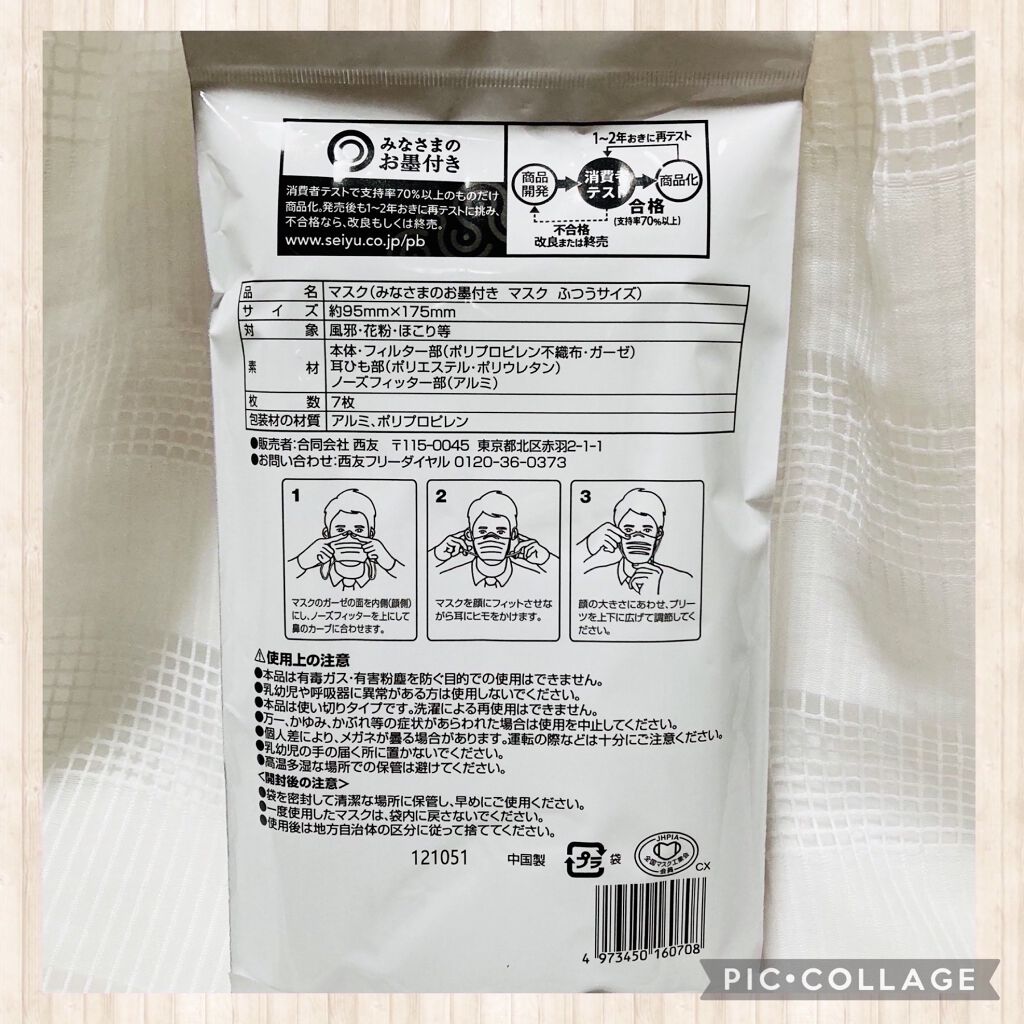 みなさまの
お墨付き
消費者テストで支持率70%以上のものだけ
商品化。発売後も1~2年おきに再テストに挑み、
不合格なら、改良もしくは終売。
www.seiyu.co.jp/pb
1~2年おきに再テスト
商品
開発
消費者
テスト
商品化
合格
(支持率70%以上)
不合格
改良または終売
品名 マスク(みなさまのお墨付き マスク ふつうサイズ)
サイズ 約95mm×175mm
対象 風邪・花粉・ほこり等
素材 本体・フィルター部(ポリプロピレン不織布・ガーゼ)
耳ひも部(ポリエステル・ポリウレタン)
ノーズフィッター部(アルミ)
枚数 7枚
包装材の材質 アルミ、ポリプロピレン
●販売者:合同会社 西友 〒115-0045 東京都北区赤羽2-1-1
●お問い合わせ:西友フリーダイヤル 0120-36-0373
1
マスクのガーゼの面を内側(顔側)
にし、ノーズフィッターを上にして
鼻のカーブに合わせます。
2
マスクを顔にフィットさせな
がら耳にヒモをかけます。
3
顔の大きさにあわせ、プリー
ツを上下に広げて調節してく
ださい。
⚠使用上の注意
●本品は有毒ガス・有害粉塵を防ぐ目的での使用はできません。
●乳幼児や呼吸器に異常がある方は使用しないでください。
●本品は使い切りタイプです。洗濯による再使用はできません。
●万一、かゆみ、かぶれ等の症状があらわれた場合は使用を中止してください。
●個人差により、メガネが曇る場合があります。運転の際などは十分にご注意ください。
●乳幼児の手の届く所に置かないでください。
●高温多湿な場所での保管は避けてください。
<開封後の注意>
●袋を密封して清潔な場所に保管し、早めにご使用ください。
●一度使用したマスクは、袋内に戻さないでください。
●使用後は地方自治体の区分に従って捨ててください。
121051 中国製 プラ 袋
JHPIA
全国マスク工業会
会員
CX
4 973450 160708
PIC•COLLAGE